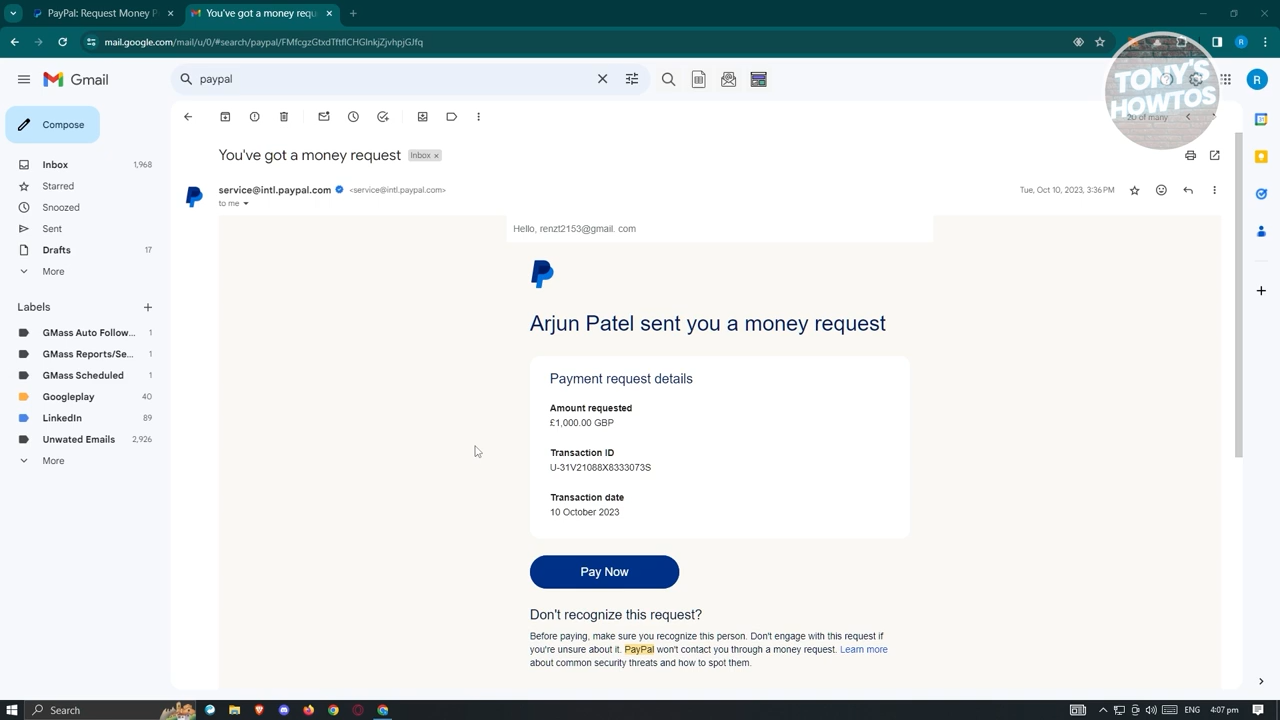 PayPal: Request Money P
You've got a money requ
mail.google.com/mail/u/0/#search/paypal/FMfcgzGtxdTftflCHGlnkjZjvhpjGJfq
R
Gmail
paypal
TONY'S
HOWTOS
R
Compose
20 of many
You've got a money request
Inbox
Inbox 1,968
Starred
Snoozed
Sent
Drafts 17
More
service@intl.paypal.com <service@intl.paypal.com>
Tue, Oct 10, 2023, 3:36 PM
to me
Hello, renzt2153@gmail. com
Arjun Patel sent you a money request
Labels
GMass Auto Follow... 1
GMass Reports/Se... 1
GMass Scheduled 1
Googleplay 40
LinkedIn 89
Unwated Emails 2,926
More
Payment request details
Amount requested
£1,000.00 GBP
Transaction ID
U-31V21088X8333073S
Transaction date
10 October 2023
Pay Now
Don't recognize this request?
Before paying, make sure you recognize this person. Don't engage with this request if
you're unsure about it. PayPal won't contact you through a money request. Learn more
about common security threats and how to spot them.
Search
ENG
4:07 pm